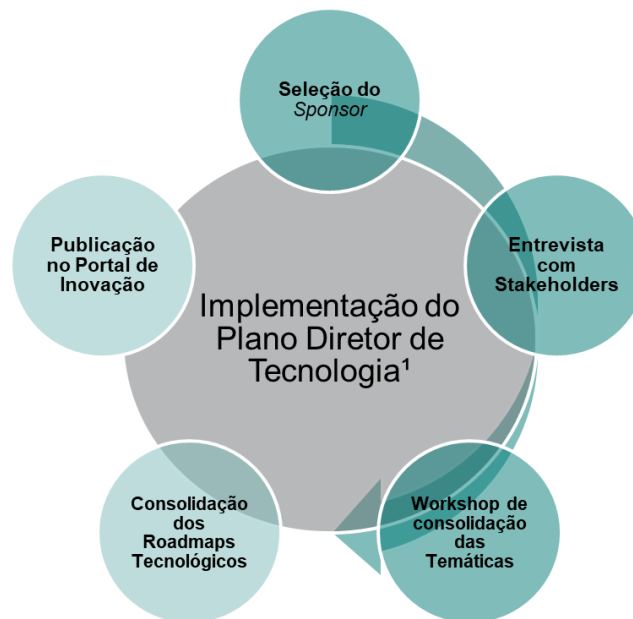 Seleção do
Sponsor
Entrevista
com
Stakeholders
Workshop de
consolidação
das
Temáticas
Consolidação
dos
Roadmaps
Tecnológicos
Publicação
no Portal de
Inovação
Implementação do
Plano Diretor de
Tecnologia¹